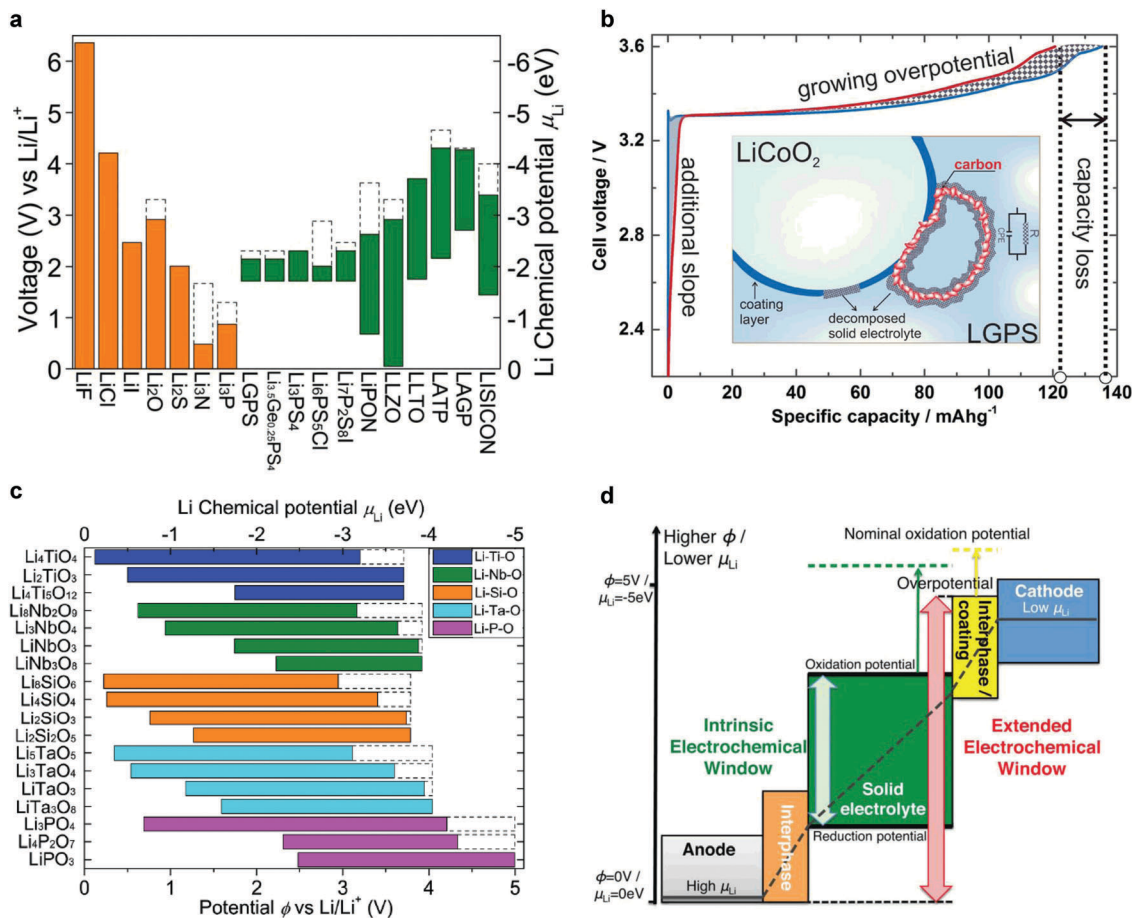 a
Voltage (V) vs Li/Li⁺
6
5
4
3
2
1
0
Li Chemical potential μ_Li (eV)
-6
-5
-4
-3
-2
-1
0
LiF
LiCl
LiI
Li₂O
Li₂S
Li₃N
Li₃P
LGPS
Li₃.₅Ge₀.₂₅PS₄
Li₃PS₄
Li₆PS₅Cl
Li₇P₂S₈I
LiPON
LLZO
LLTO
LATP
LAGP
LISICON
b
Cell voltage / V
3.6
3.2
2.8
2.4
growing overpotential
additional slope
capacity loss
LiCoO₂
carbon
R
CPE
coating
layer
decomposed
solid electrolyte
LGPS
0 20 40 60 80 100 120 140
Specific capacity / mAhg⁻¹
c
Li Chemical potential μ_Li (eV)
0 -1 -2 -3 -4 -5
Li₄TiO₄
Li₂TiO₃
Li₄Ti₅O₁₂
Li₈Nb₂O₉
Li₃NbO₄
LiNbO₃
LiNb₃O₈
Li₈SiO₆
Li₄SiO₄
Li₂SiO₃
Li₂Si₂O₅
Li₅TaO₅
Li₃TaO₄
LiTaO₃
LiTa₃O₈
Li₃PO₄
Li₄P₂O₇
LiPO₃
Li-Ti-O
Li-Nb-O
Li-Si-O
Li-Ta-O
Li-P-O
0 1 2 3 4 5
Potential ϕ vs Li/Li⁺ (V)
d
Higher ϕ /
Lower μ_Li
Nominal oxidation potential
ϕ=5V /
μ_Li=-5eV
Overpotential
Interphase /
coating
Cathode
Low μ_Li
Oxidation potential
Intrinsic
Electrochemical
Window
Extended
Electrochemical
Window
Solid
electrolyte
Reduction potential
Interphase
Anode
High μ_Li
ϕ=0V /
μ_Li=0eV